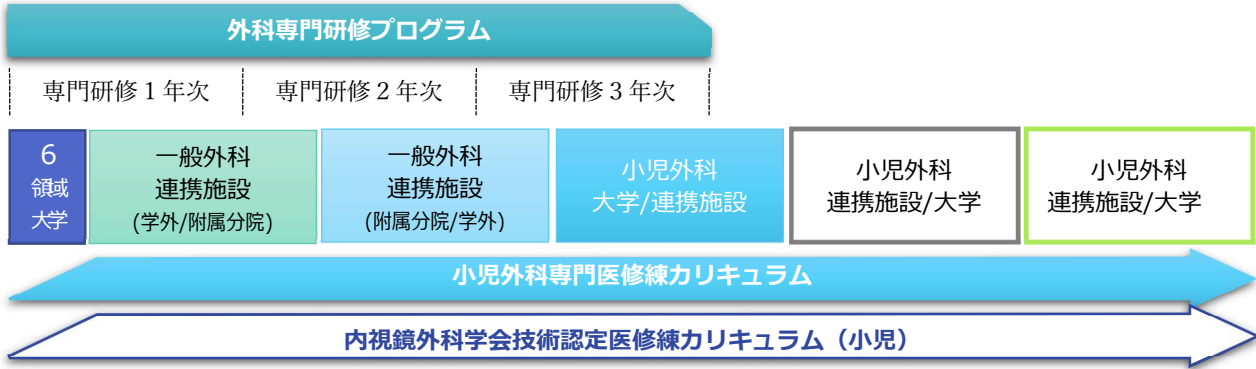 外科専門研修プログラム
専門研修1年次
専門研修2年次
専門研修3年次
6
領域
大学
一般外科
連携施設
(学外/附属分院)
一般外科
連携施設
(附属分院/学外)
小児外科
大学/連携施設
小児外科
連携施設/大学
小児外科
連携施設/大学
小児外科専門医修練カリキュラム
内視鏡外科学会技術認定医修練カリキュラム（小児）